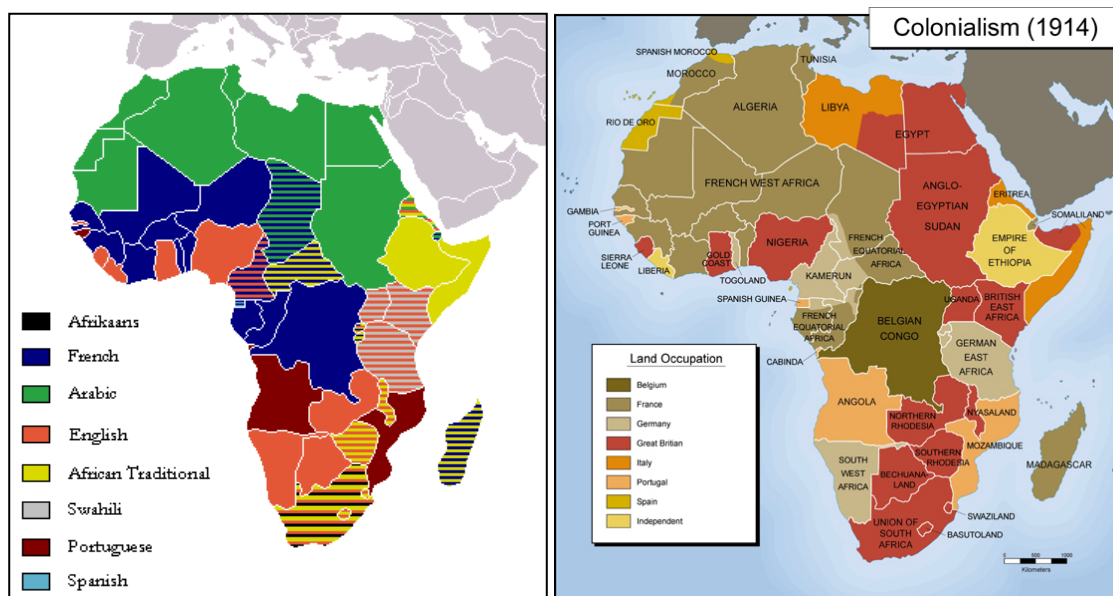 Afrikaans
French
Arabic
English
African Traditional
Swahili
Portuguese
Spanish
Colonialism (1914)
SPANISH MOROCCO
TUNISIA
MOROCCO
ALGERIA
LIBYA
RIO DE ORO
EGYPT
FRENCH WEST AFRICA
ANGLO-
EGYPTIAN
SUDAN
ERITREA
GAMBIA
PORT
GUINEA
SOMALILAND
NIGERIA
EMPIRE
OF
ETHIOPIA
SIERRA
LEONE
LIBERIA
GOLD
COAST
TOGOLAND
FRENCH
EQUATORIAL
AFRICA
KAMERUN
SPANISH GUINEA
UGANDA
BRITISH
EAST
AFRICA
FRENCH
EQUATORIAL
AFRICA
BELGIAN
CONGO
CABINDA
GERMAN
EAST
AFRICA
Land Occupation
Belgium
France
Germany
Great Britian
Italy
Portugal
Spain
Independent
ANGOLA
NORTHERN
RHODESIA
NYASALAND
MOZAMBIQUE
SOUTHERN
RHODESIA
MADAGASCAR
SOUTH
WEST
AFRICA
BECHUANA
LAND
SWAZILAND
UNION OF
SOUTH
AFRICA
BASUTOLAND
0 500 1000
Kilometers